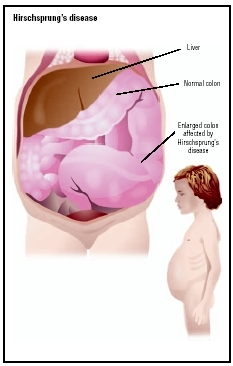 Hirschsprung's disease
Liver
Normal colon
Enlarged colon
affected by
Hirschsprung's
disease